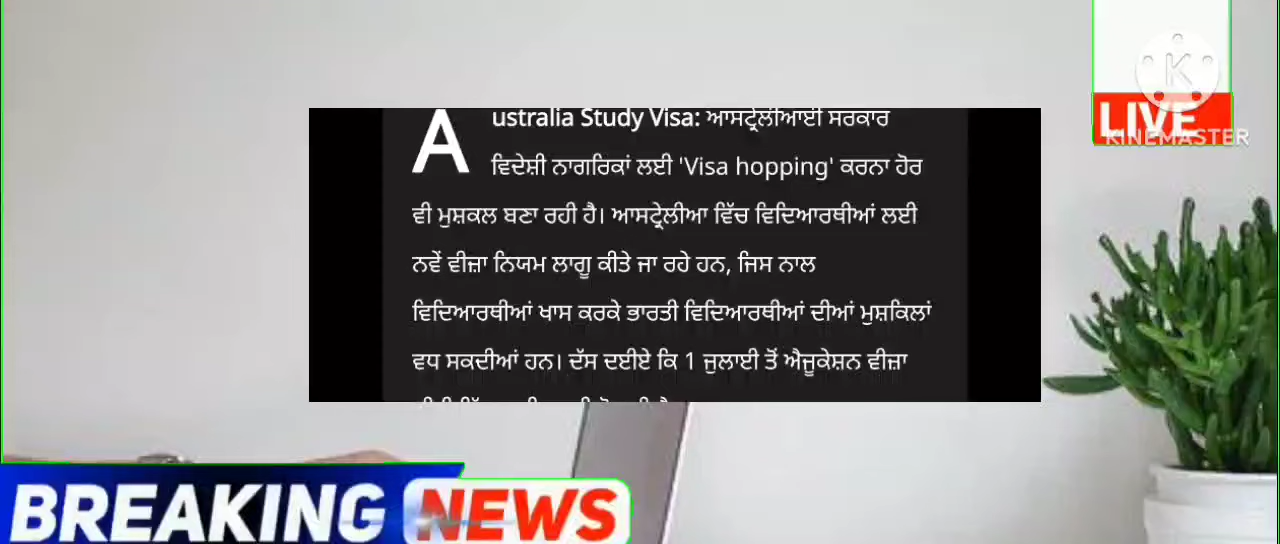 LIVE
KINEMASTER
Australia Study Visa: ਆਸਟ੍ਰੇਲੀਆਈ ਸਰਕਾਰ
ਵਿਦੇਸ਼ੀ ਨਾਗਰਿਕਾਂ ਲਈ 'Visa hopping' ਕਰਨਾ ਹੋਰ
ਵੀ ਮੁਸ਼ਕਲ ਬਣਾ ਰਹੀ ਹੈ। ਆਸਟ੍ਰੇਲੀਆ ਵਿੱਚ ਵਿਦਿਆਰਥੀਆਂ ਲਈ
ਨਵੇਂ ਵੀਜ਼ਾ ਨਿਯਮ ਲਾਗੂ ਕੀਤੇ ਜਾ ਰਹੇ ਹਨ, ਜਿਸ ਨਾਲ
ਵਿਦਿਆਰਥੀਆਂ ਖਾਸ ਕਰਕੇ ਭਾਰਤੀ ਵਿਦਿਆਰਥੀਆਂ ਦੀਆਂ ਮੁਸ਼ਕਿਲਾਂ
ਵਧ ਸਕਦੀਆਂ ਹਨ। ਦੱਸ ਦਈਏ ਕਿ 1 ਜੁਲਾਈ ਤੋਂ ਐਜੂਕੇਸ਼ਨ ਵੀਜ਼ਾ
BREAKING NEWS